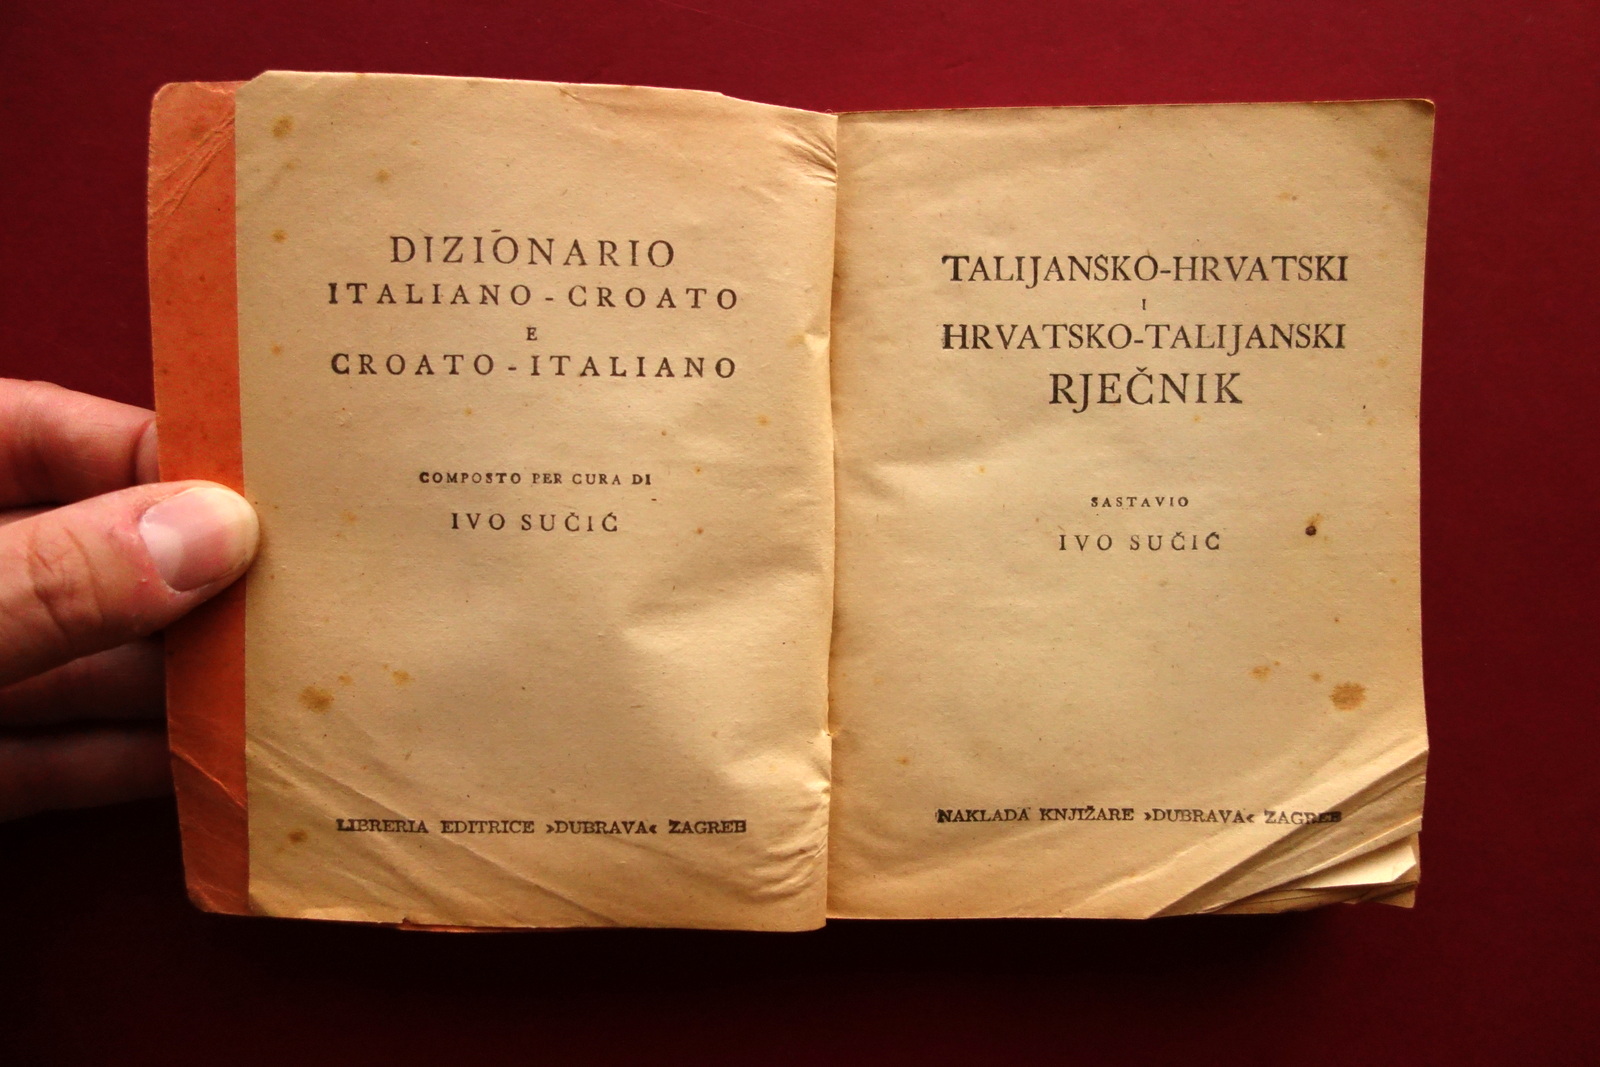 DIZIONARIO
ITALIANO - CROATO
E
CROATO - ITALIANO
COMPOSTO PER CURA DI
IVO SUČIĆ
LIBRERIA EDITRICE ›DUBRAVA‹ ZAGREB
TALIJANSKO-HRVATSKI
I
HRVATSKO-TALIJANSKI
RJEČNIK
SASTAVIO
IVO SUČIĆ
NAKLADA KNJIŽARE ›DUBRAVA‹ ZAGREB